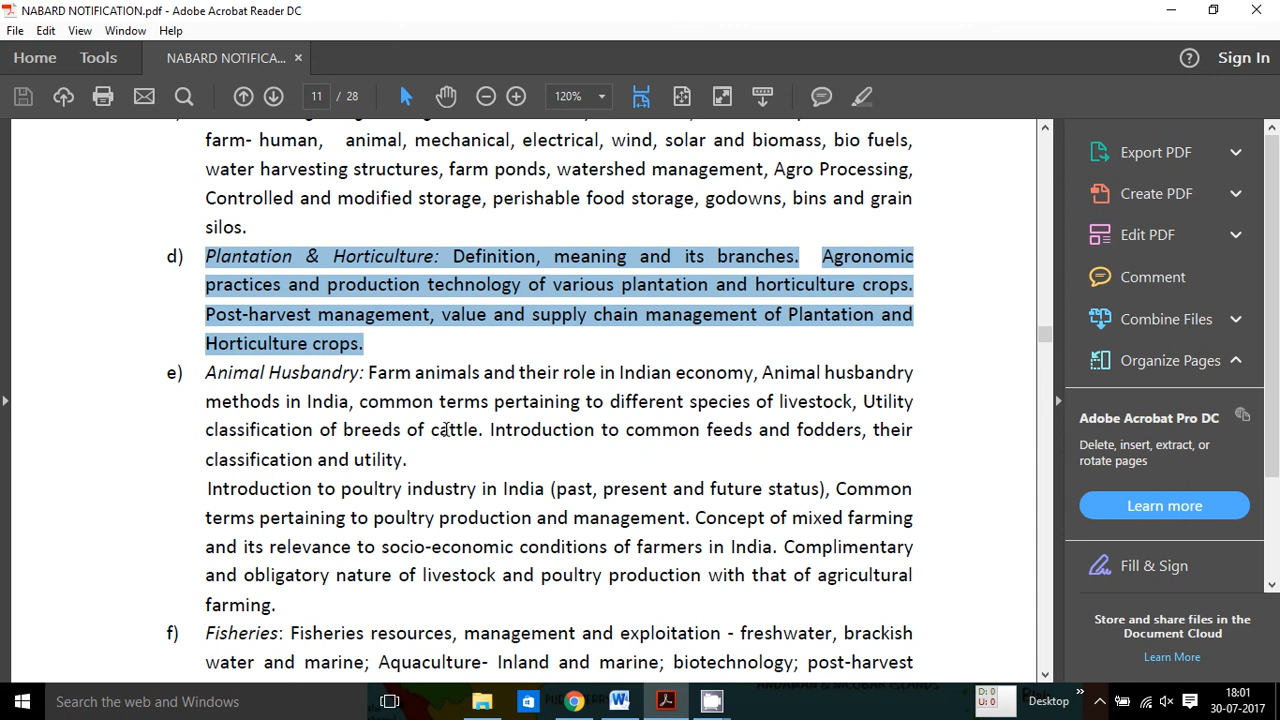 NABARD NOTIFICATION.pdf - Adobe Acrobat Reader DC
File Edit View Window Help
Home Tools NABARD NOTIFICA... × Sign In
11 / 28 120%
farm- human, animal, mechanical, electrical, wind, solar and biomass, bio fuels,
water harvesting structures, farm ponds, watershed management, Agro Processing,
Controlled and modified storage, perishable food storage, godowns, bins and grain
silos.
d) Plantation & Horticulture: Definition, meaning and its branches. Agronomic
practices and production technology of various plantation and horticulture crops.
Post-harvest management, value and supply chain management of Plantation and
Horticulture crops.
e) Animal Husbandry: Farm animals and their role in Indian economy, Animal husbandry
methods in India, common terms pertaining to different species of livestock, Utility
classification of breeds of cattle. Introduction to common feeds and fodders, their
classification and utility.
Introduction to poultry industry in India (past, present and future status), Common
terms pertaining to poultry production and management. Concept of mixed farming
and its relevance to socio-economic conditions of farmers in India. Complimentary
and obligatory nature of livestock and poultry production with that of agricultural
farming.
f) Fisheries: Fisheries resources, management and exploitation - freshwater, brackish
water and marine; Aquaculture- Inland and marine; biotechnology; post-harvest
Export PDF
Create PDF
Edit PDF
Comment
Combine Files
Organize Pages
Adobe Acrobat Pro DC
Delete, insert, extract, or
rotate pages
Learn more
Fill & Sign
Store and share files in the
Document Cloud
Learn More
Search the web and Windows
D: 0
U: 0
Desktop
18:01
30-07-2017